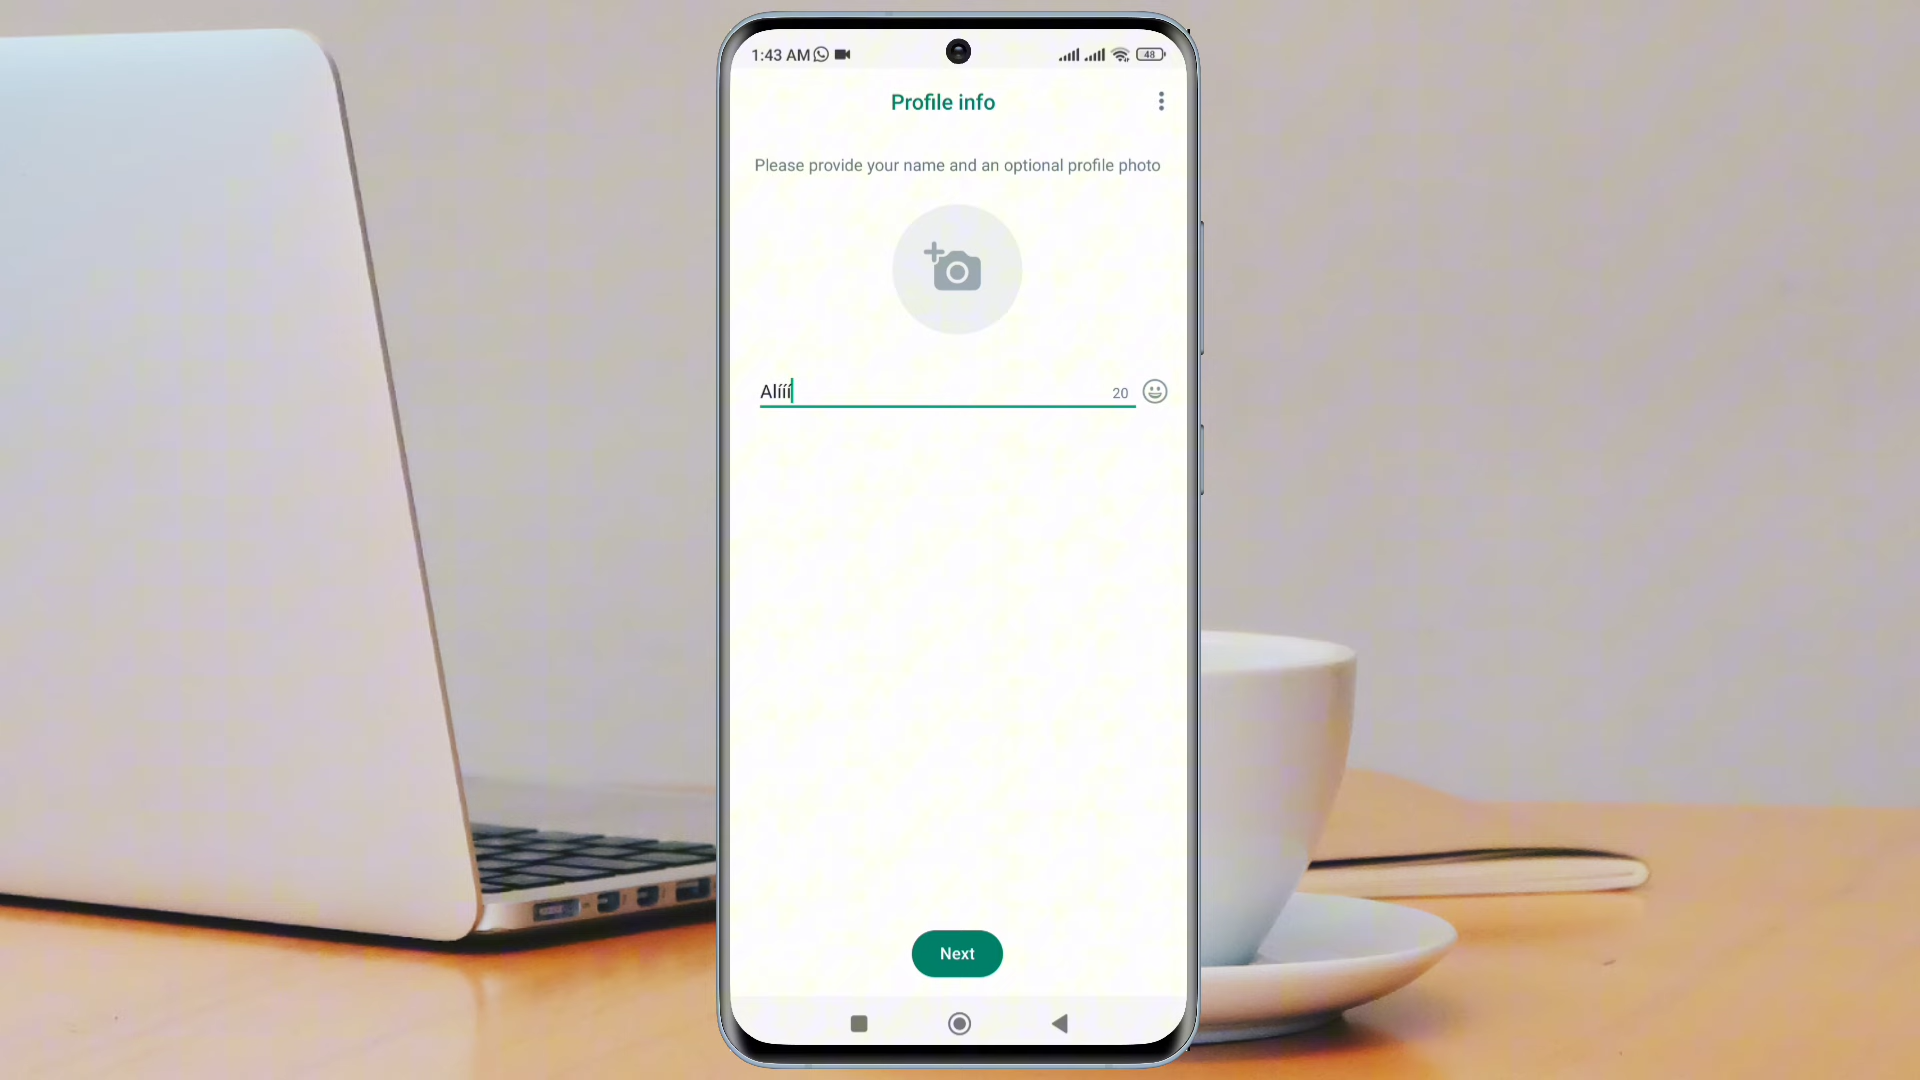 1:43 AM 48
Profile info
Please provide your name and an optional profile photo
Alííí 20
Next